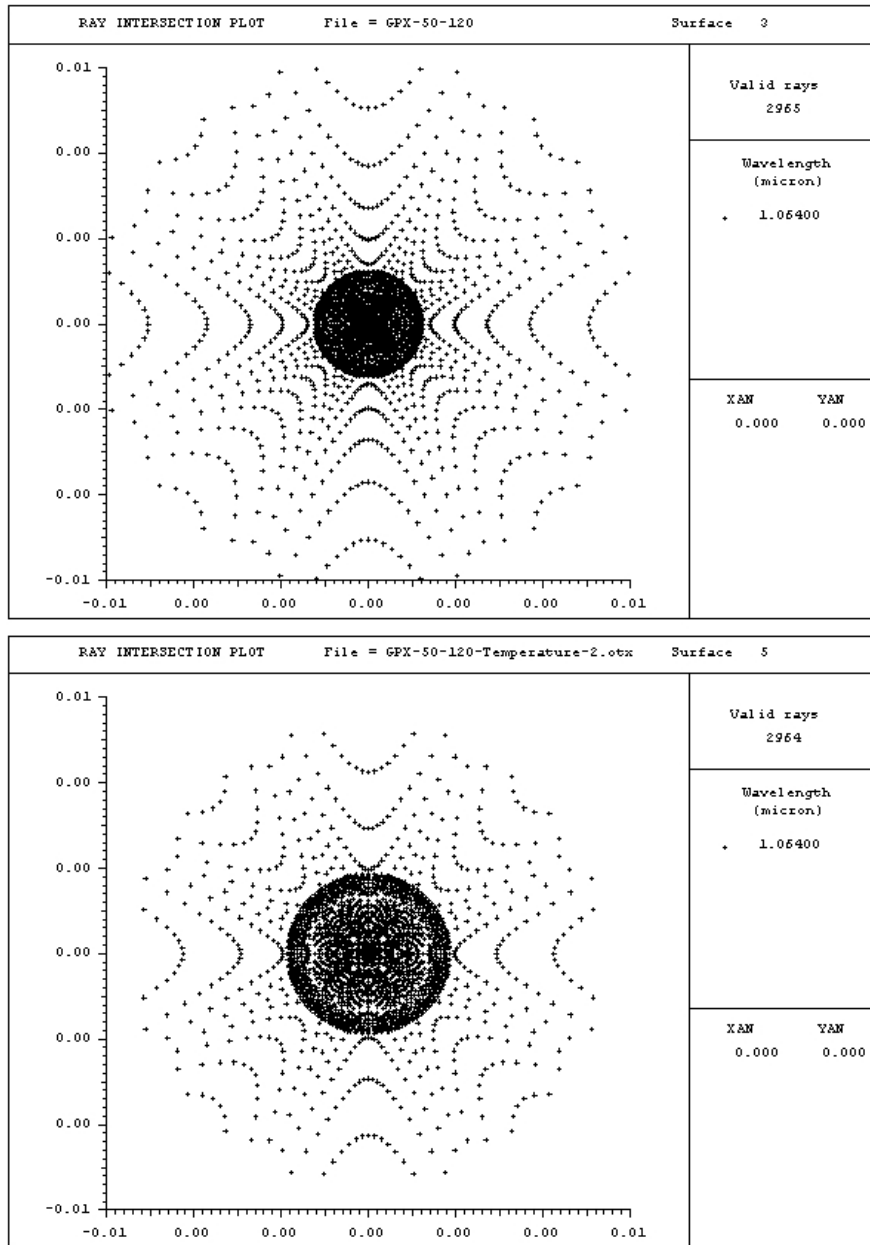 RAY INTERSECTION PLOT File = GPX-50-120 Surface 3
Valid rays
2965
Wavelength
(micron)
1.06400
XAN YAN
0.000 0.000
0.01
0.00
0.00
0.00
0.00
0.00
-0.01
-0.01 0.00 0.00 0.00 0.00 0.00 0.01
RAY INTERSECTION PLOT File = GPX-50-120-Temperature-2.otx Surface 5
Valid rays
2964
Wavelength
(micron)
1.06400
XAN YAN
0.000 0.000
0.01
0.00
0.00
0.00
0.00
0.00
-0.01
-0.01 0.00 0.00 0.00 0.00 0.00 0.01